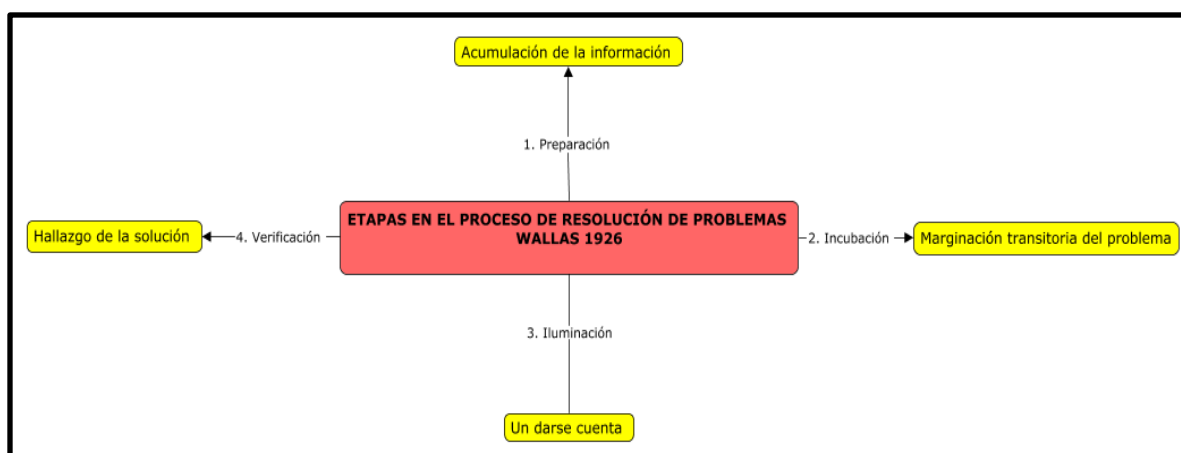 Acumulación de la información
1. Preparación
ETAPAS EN EL PROCESO DE RESOLUCIÓN DE PROBLEMAS
WALLAS 1926
Hallazgo de la solución
4. Verificación
2. Incubación
Marginación transitoria del problema
3. Iluminación
Un darse cuenta